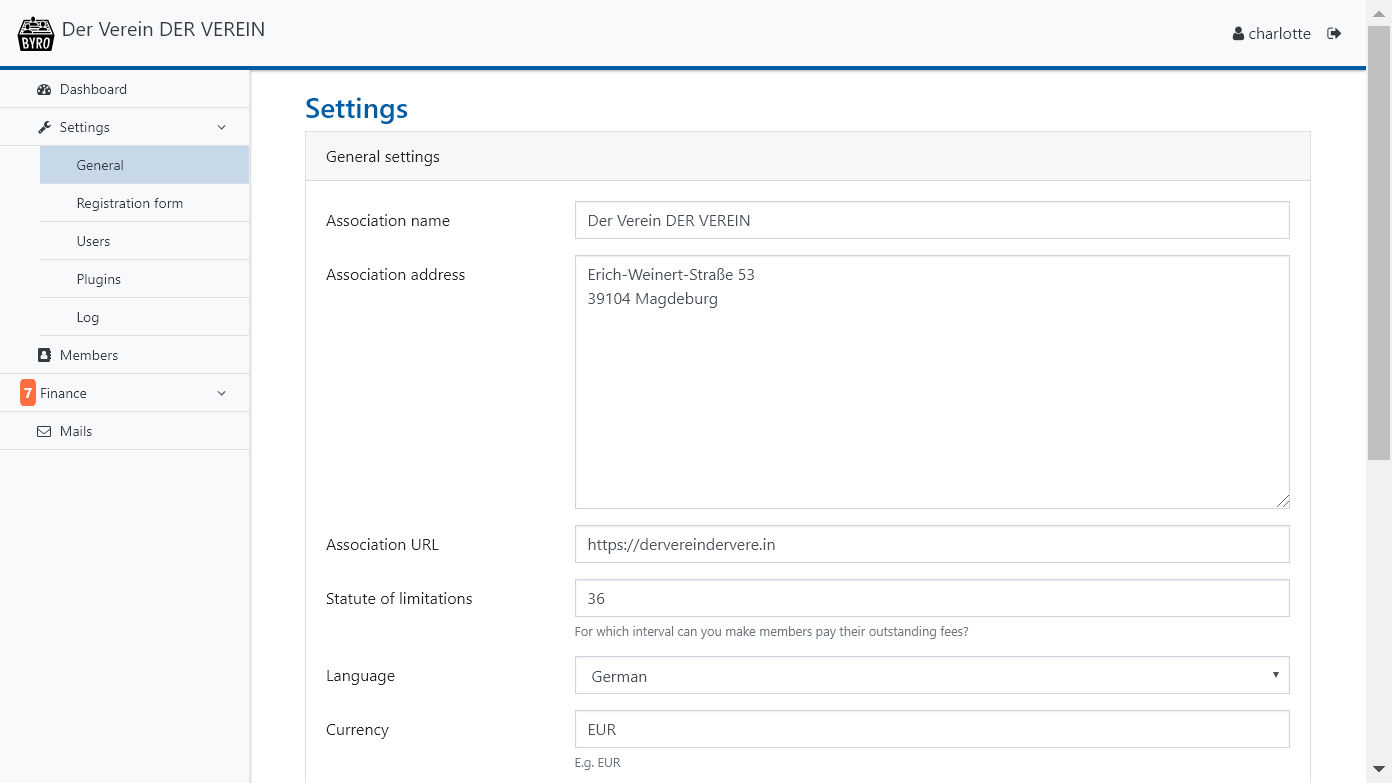 BYRO Der Verein DER VEREIN
charlotte
Dashboard
Settings
General
Registration form
Users
Plugins
Log
Members
7 Finance
Mails
Settings
General settings
Association name
Der Verein DER VEREIN
Association address
Erich-Weinert-Straße 53
39104 Magdeburg
Association URL
https://dervereindervere.in
Statute of limitations
36
For which interval can you make members pay their outstanding fees?
Language
German
Currency
EUR
E.g. EUR